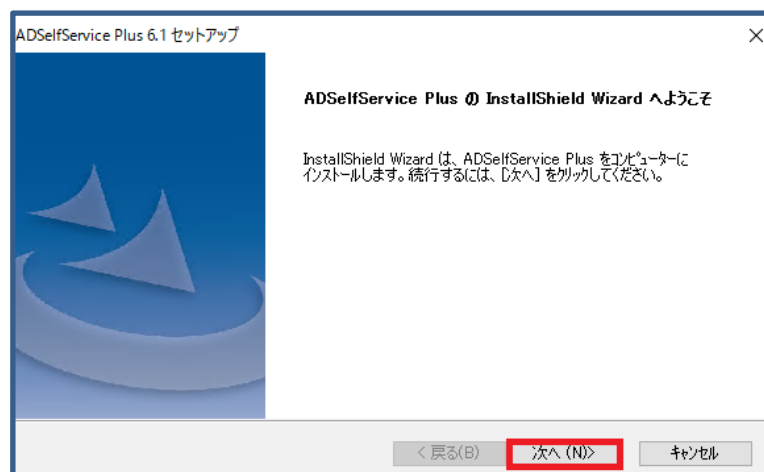 ADSelfService Plus 6.1 セットアップ
ADSelfService Plus の InstallShield Wizard へようこそ
InstallShield Wizard は、ADSelfService Plus をコンピューターに
インストールします。続行するには、[次へ] をクリックしてください。
< 戻る(B) 次へ (N)> キャンセル